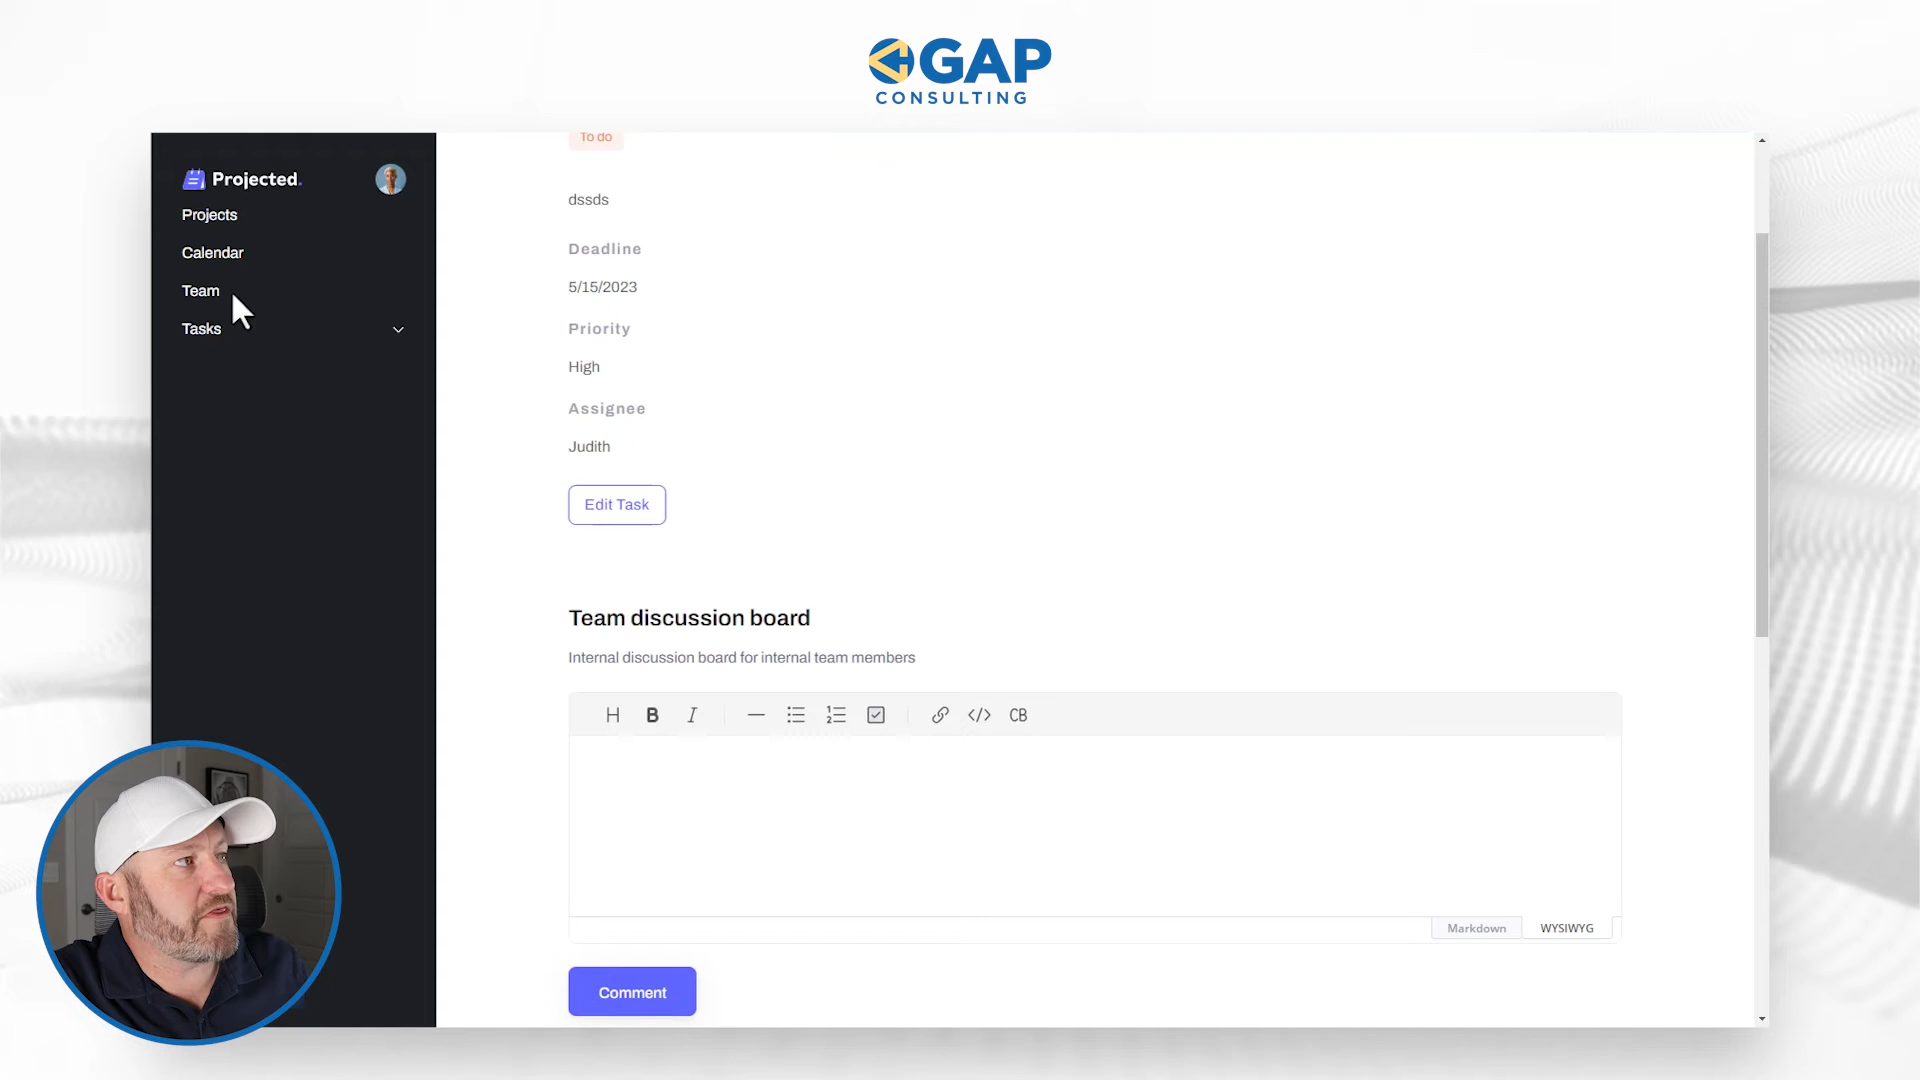 GAP
CONSULTING
Projected.
Projects
Calendar
Team
Tasks
To do
dssds
Deadline
5/15/2023
Priority
High
Assignee
Judith
Edit Task
Team discussion board
Internal discussion board for internal team members
H B I CB
Markdown WYSIWYG
Comment